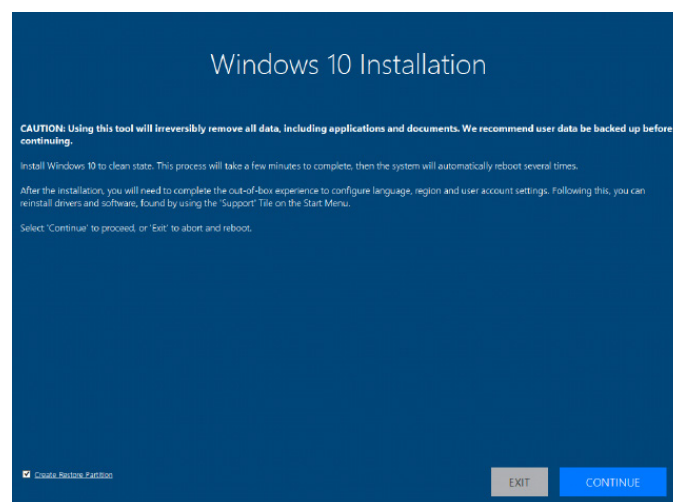 Windows 10 Installation
CAUTION: Using this tool will irreversibly remove all data, including applications and documents. We recommend user data be backed up before
continuing.
Install Windows 10 to clean state. This process will take a few minutes to complete, then the system will automatically reboot several times.
After the installation, you will need to complete the out-of-box experience to configure language, region and user account settings. Following this, you can
reinstall drivers and software, found by using the 'Support' Tile on the Start Menu.
Select 'Continue' to proceed, or 'Exit' to abort and reboot.
Create Restore Partition
EXIT
CONTINUE